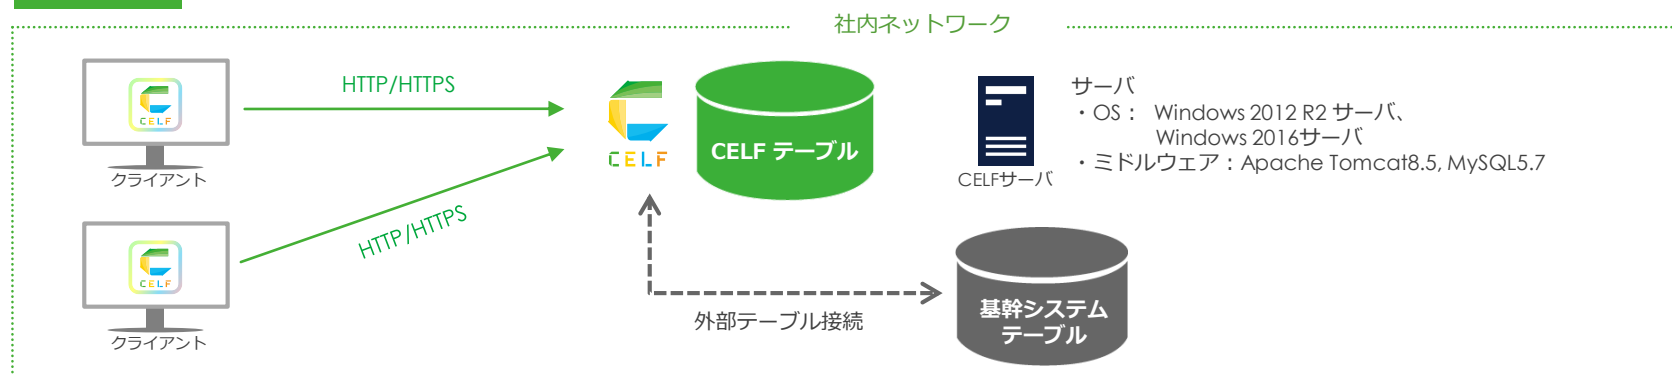 社内ネットワーク
HTTP/HTTPS
CELF
クライアント
CELF
CELF テーブル
CELFサーバ
サーバ
・OS： Windows 2012 R2 サーバ、
Windows 2016サーバ
・ミドルウェア：Apache Tomcat8.5, MySQL5.7
HTTP/HTTPS
CELF
クライアント
外部テーブル接続
基幹システム
テーブル